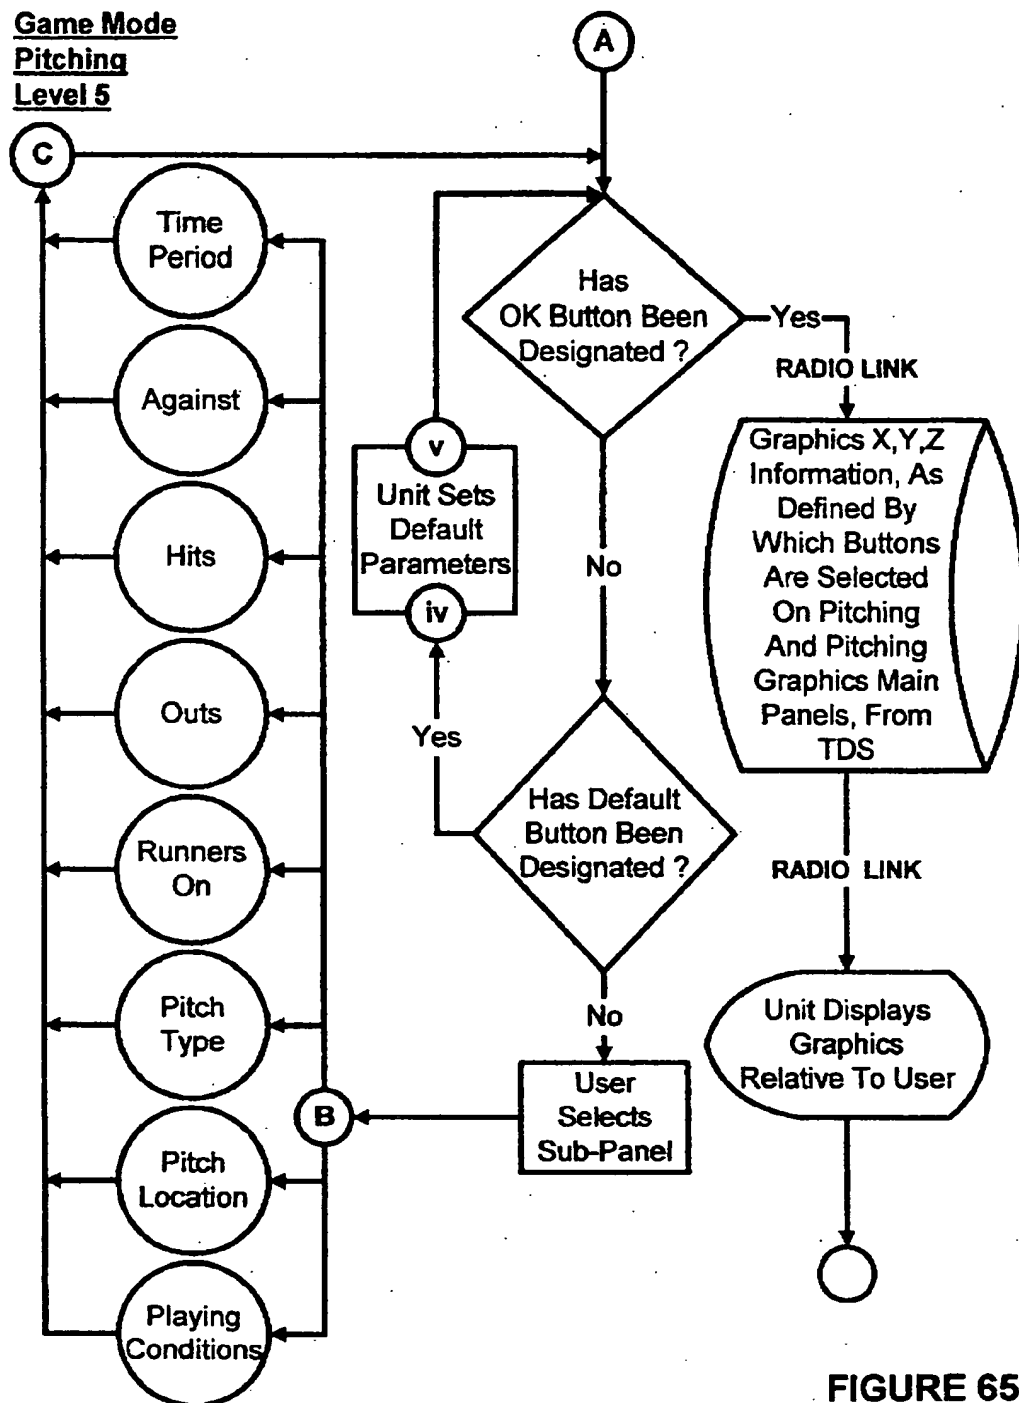 Game Mode
Pitching
Level 5
A
C
Time
Period
Against
Hits
Outs
Runners
On
Pitch
Type
Pitch
Location
Playing
Conditions
B
Has
OK Button Been
Designated ?
Yes
RADIO LINK
No
v
Unit Sets
Default
Parameters
iv
Yes
Has Default
Button Been
Designated ?
No
User
Selects
Sub-Panel
Graphics X,Y,Z
Information, As
Defined By
Which Buttons
Are Selected
On Pitching
And Pitching
Graphics Main
Panels, From
TDS
RADIO LINK
Unit Displays
Graphics
Relative To User
FIGURE 65